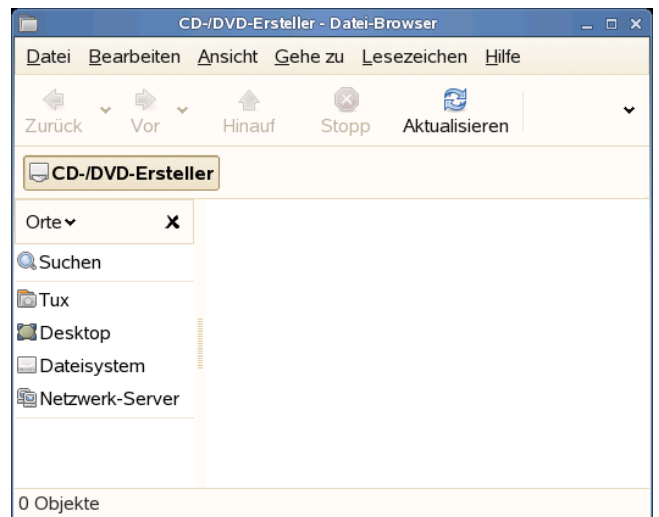 CD-/DVD-Ersteller - Datei-Browser
Datei Bearbeiten Ansicht Gehe zu Lesezeichen Hilfe
Zurück Vor Hinauf Stopp Aktualisieren
CD-/DVD-Ersteller
Orte
Suchen
Tux
Desktop
Dateisystem
Netzwerk-Server
0 Objekte